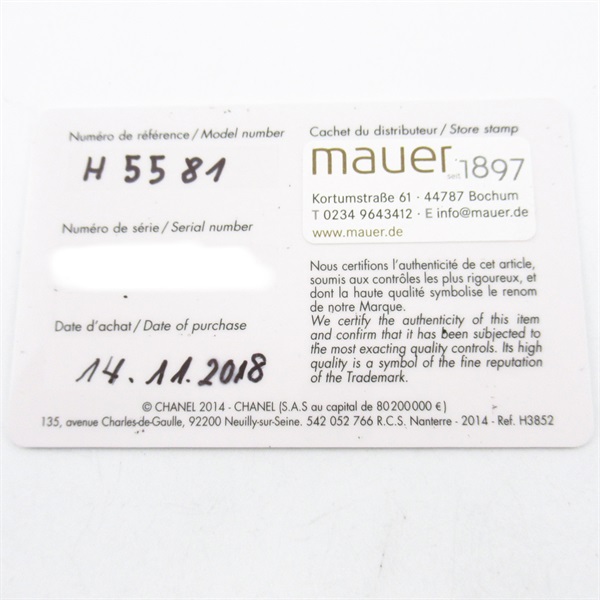 Numéro de référence / Model number
H 5581
Numéro de série / Serial number
Date d'achat / Date of purchase
14.11.2018
Cachet du distributeur / Store stamp
mauer seit 1897
Kortumstraße 61 · 44787 Bochum
T 0234 9643412 · E info@mauer.de
www.mauer.de
Nous certifions l'authenticité de cet article,
soumis aux contrôles les plus rigoureux, et
dont la haute qualité symbolise le renom
de notre Marque.
We certify the authenticity of this item
and confirm that it has been subjected to
the most exacting quality controls. Its high
quality is a symbol of the fine reputation
of the Trademark.
© CHANEL 2014 - CHANEL (S.A.S au capital de 80200000 €)
135, avenue Charles-de-Gaulle, 92200 Neuilly-sur-Seine. 542 052 766 R.C.S. Nanterre - 2014 - Ref. H3852